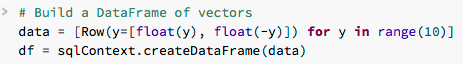 > # Build a DataFrame of vectors
data = [Row(y=[float(y), float(-y)]) for y in range(10)]
df = sqlContext.createDataFrame(data)